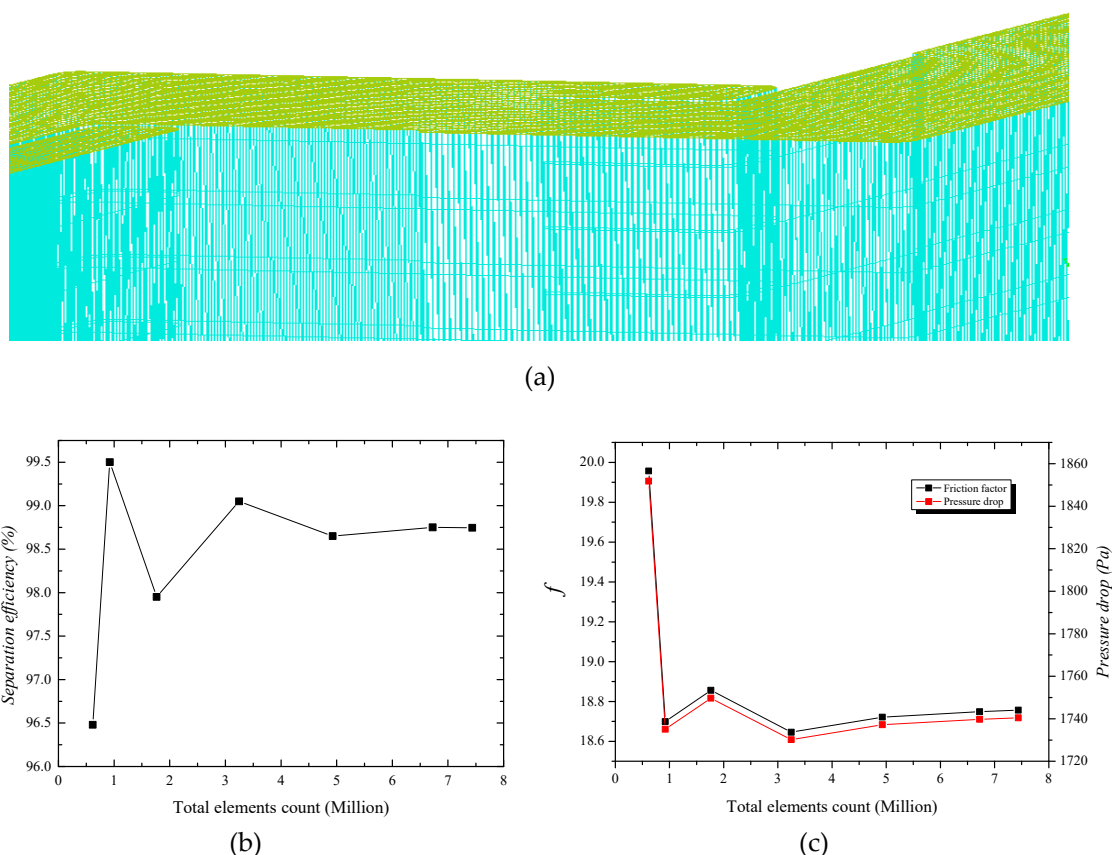 (a)
99.5
99.0
98.5
98.0
97.5
97.0
96.5
96.0
Separation efficiency (%)
0 1 2 3 4 5 6 7 8
Total elements count (Million)
(b)
20.0
19.8
19.6
19.4
19.2
19.0
18.8
18.6
f
Friction factor
Pressure drop
1860
1840
1820
1800
1780
1760
1740
1720
Pressure drop (Pa)
0 1 2 3 4 5 6 7 8
Total elements count (Million)
(c)